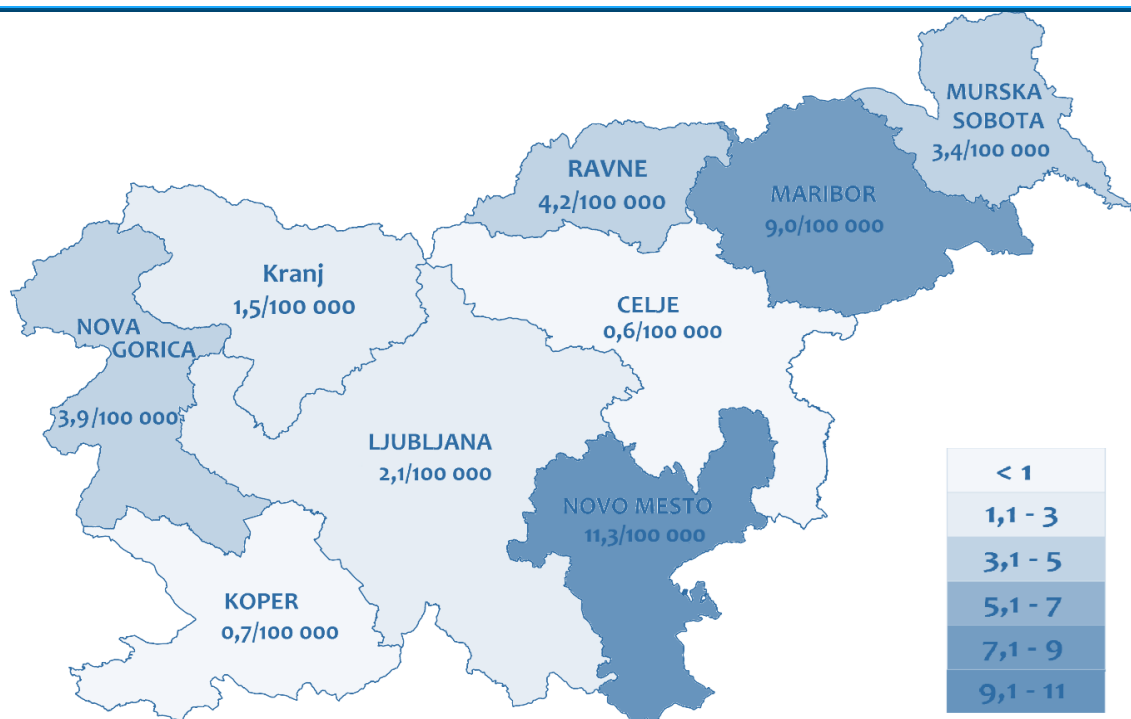 MURSKA
SOBOTA
3,4/100 000
RAVNE
4,2/100 000
MARIBOR
9,0/100 000
Kranj
1,5/100 000
CELJE
0,6/100 000
NOVA
GORICA
3,9/100 000
LJUBLJANA
2,1/100 000
NOVO MESTO
11,3/100 000
KOPER
0,7/100 000
< 1
1,1 - 3
3,1 - 5
5,1 - 7
7,1 - 9
9,1 - 11